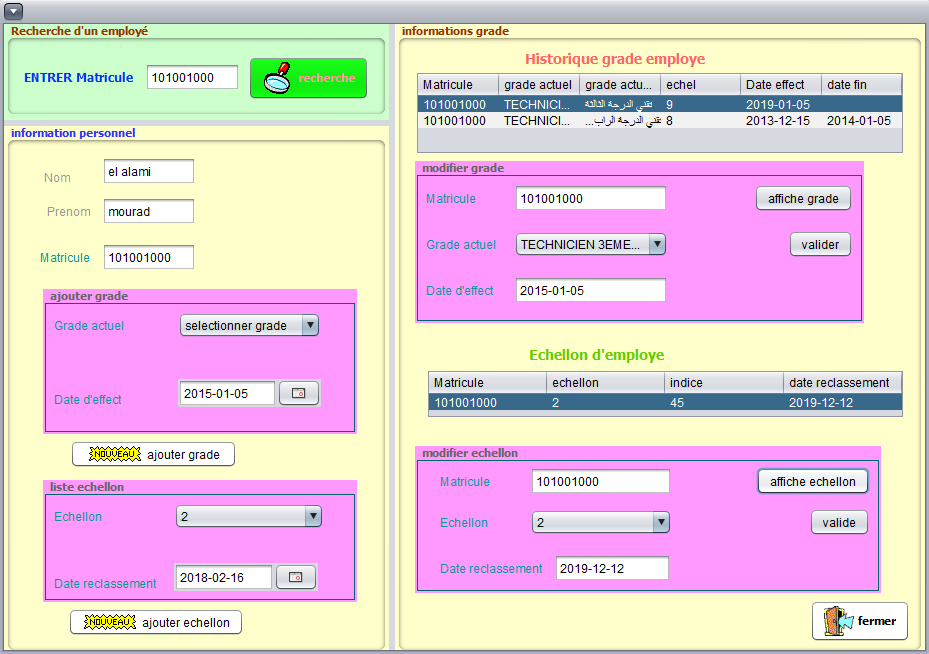 Recherche d'un employé
ENTRER Matricule 101001000 recherche
information personnel
Nom el alami
Prenom mourad
Matricule 101001000
ajouter grade
Grade actuel selectionner grade
Date d'effect 2015-01-05
NOUVEAU ajouter grade
liste echellon
Echellon 2
Date reclassement 2018-02-16
NOUVEAU ajouter echellon
informations grade
Historique grade employe
Matricule grade actuel grade actu... echel Date effect date fin
101001000 TECHNICI... تقني الدرجة الثالثة 9 2019-01-05
101001000 TECHNICI... تقني الدرجة الراب... 8 2013-12-15 2014-01-05
modifier grade
Matricule 101001000 affiche grade
Grade actuel TECHNICIEN 3EME... valider
Date d'effect 2015-01-05
Echellon d'employe
Matricule echellon indice date reclassement
101001000 2 45 2019-12-12
modifier echellon
Matricule 101001000 affiche echellon
Echellon 2 valide
Date reclassement 2019-12-12
fermer